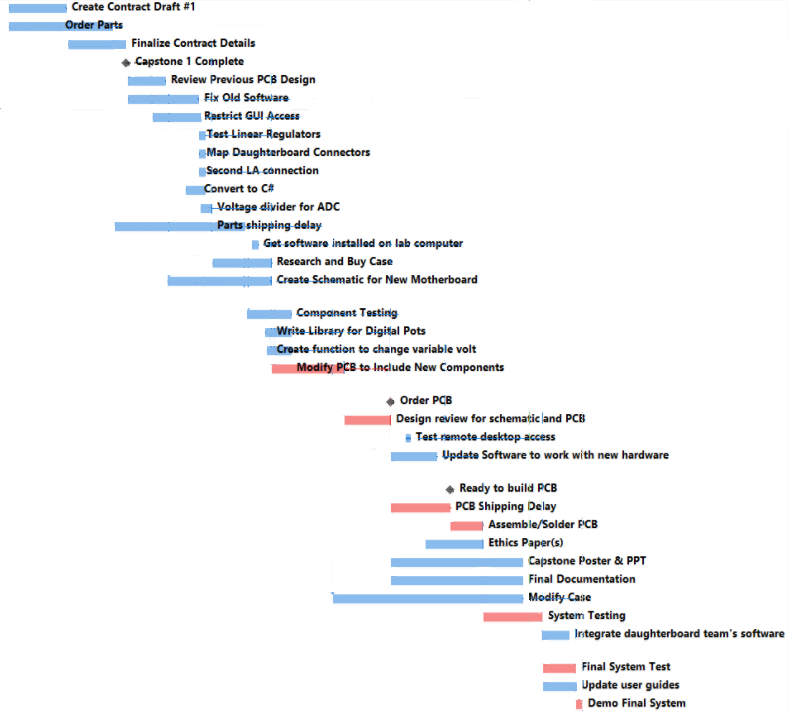 Create Contract Draft #1
Order Parts
Finalize Contract Details
Capstone 1 Complete
Review Previous PCB Design
Fix Old Software
Restrict GUI Access
Test Linear Regulators
Map Daughterboard Connectors
Second LA connection
Convert to C#
Voltage divider for ADC
Parts shipping delay
Get software installed on lab computer
Research and Buy Case
Create Schematic for New Motherboard
Component Testing
Write Library for Digital Pots
Create function to change variable volt
Modify PCB to Include New Components
Order PCB
Design review for schematic and PCB
Test remote desktop access
Update Software to work with new hardware
Ready to build PCB
PCB Shipping Delay
Assemble/Solder PCB
Ethics Paper(s)
Capstone Poster & PPT
Final Documentation
Modify Case
System Testing
Integrate daughterboard team's software
Final System Test
Update user guides
Demo Final System